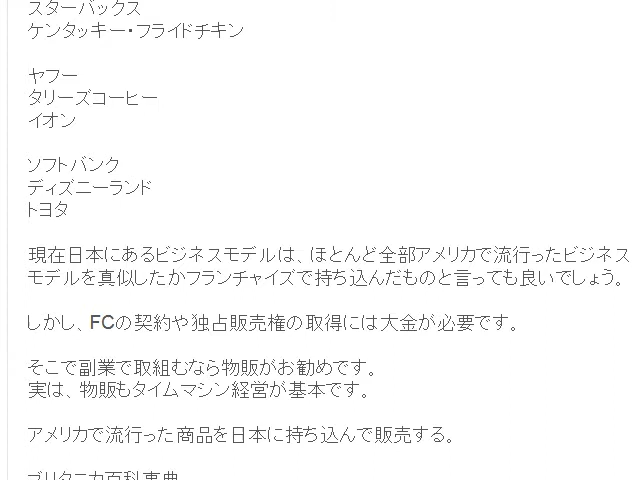 スターバックス
ケンタッキー・フライドチキン
ヤフー
タリーズコーヒー
イオン
ソフトバンク
ディズニーランド
トヨタ
現在日本にあるビジネスモデルは、ほとんど全部アメリカで流行ったビジネス
モデルを真似したかフランチャイズで持ち込んだものと言っても良いでしょう。
しかし、FCの契約や独占販売権の取得には大金が必要です。
そこで副業で取組むなら物販がお勧めです。
実は、物販もタイムマシン経営が基本です。
アメリカで流行った商品を日本に持ち込んで販売する。
ブリタニカ百科事典